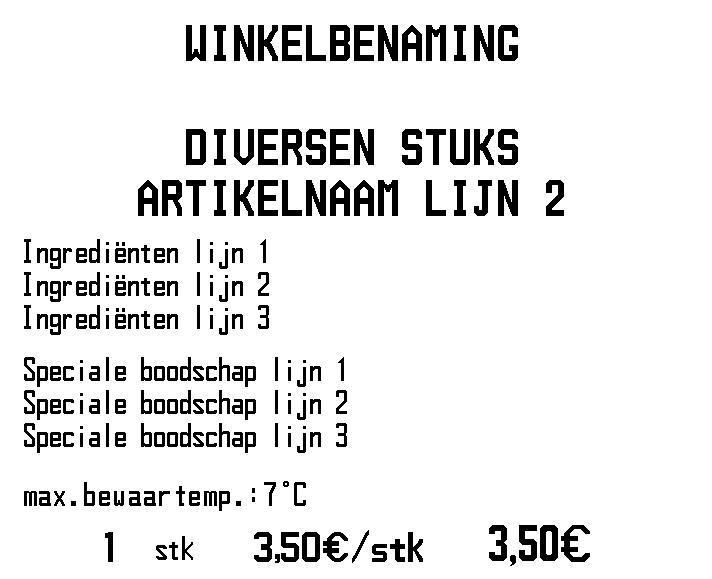 WINKELBENAMING
DIVERSEN STUKS
ARTIKELNAAM LIJN 2
Ingrediënten lijn 1
Ingrediënten lijn 2
Ingrediënten lijn 3
Speciale boodschap lijn 1
Speciale boodschap lijn 2
Speciale boodschap lijn 3
max.bewaartemp.:7°C
1 stk 3,50€/stk 3,50€